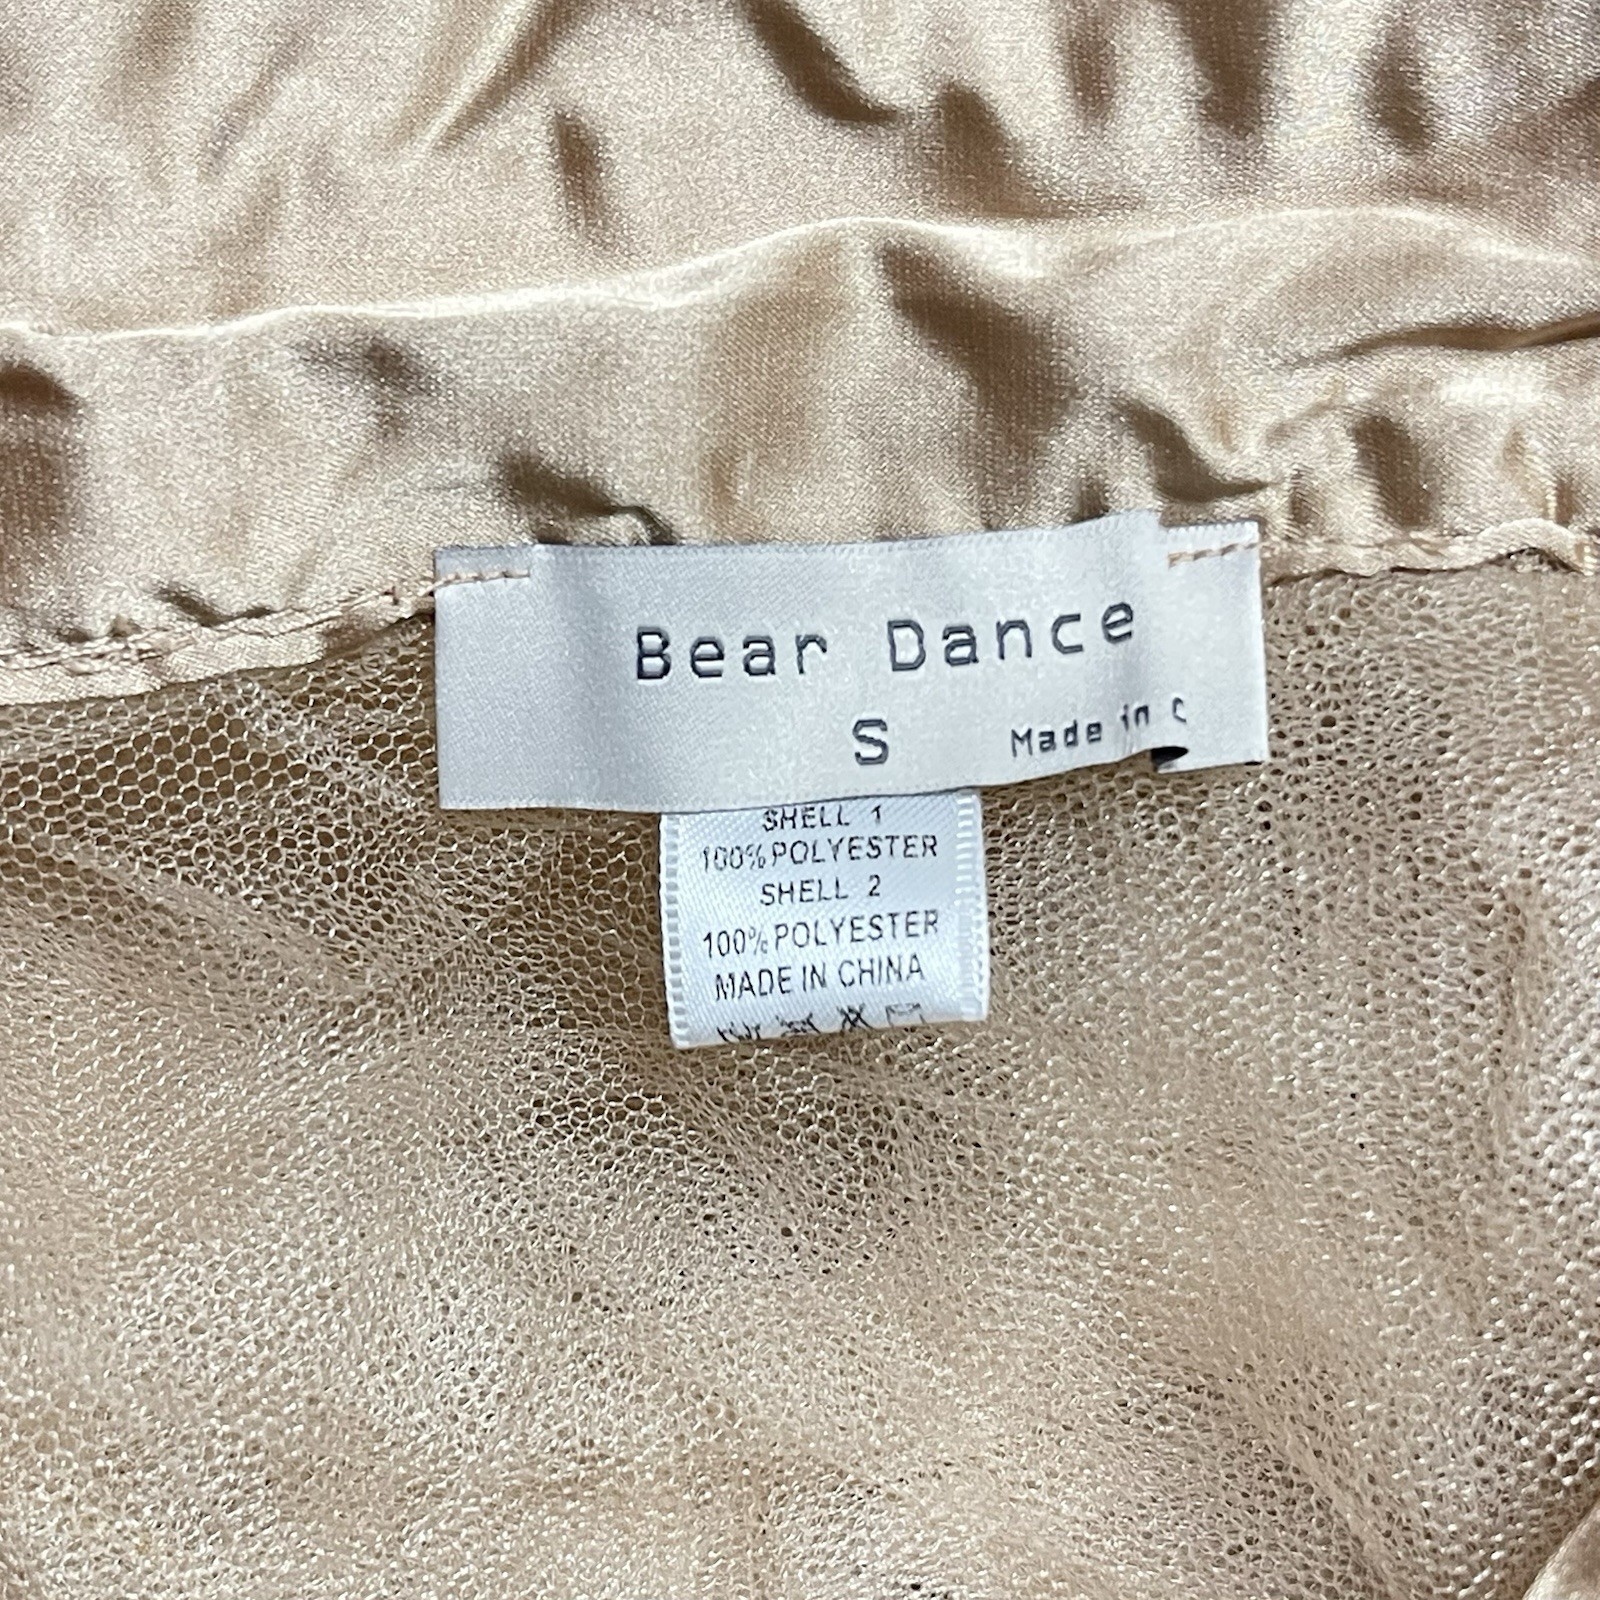 Bear Dance
S
Made in C
SHELL 1
100% POLYESTER
SHELL 2
100% POLYESTER
MADE IN CHINA